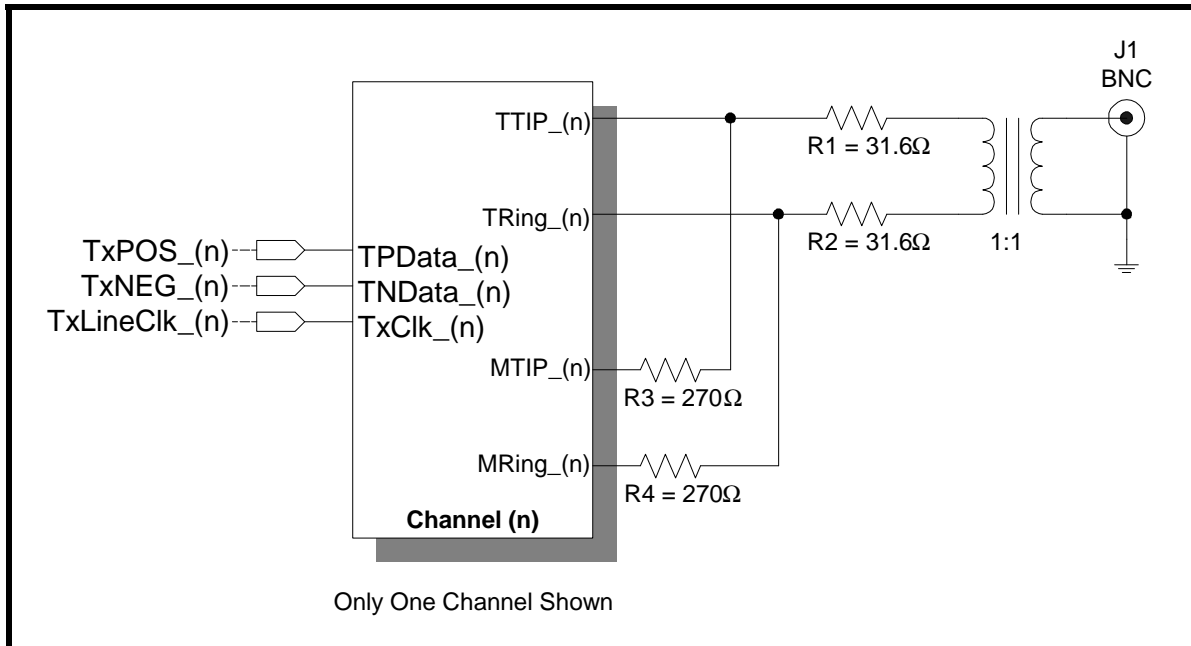 J1
BNC
TTIP_(n)
R1 = 31.6Ω
TRing_(n)
R2 = 31.6Ω
1:1
TxPOS_(n)
TPData_(n)
TxNEG_(n)
TNData_(n)
TxLineClk_(n)
TxClk_(n)
MTIP_(n)
R3 = 270Ω
MRing_(n)
R4 = 270Ω
Channel (n)
Only One Channel Shown